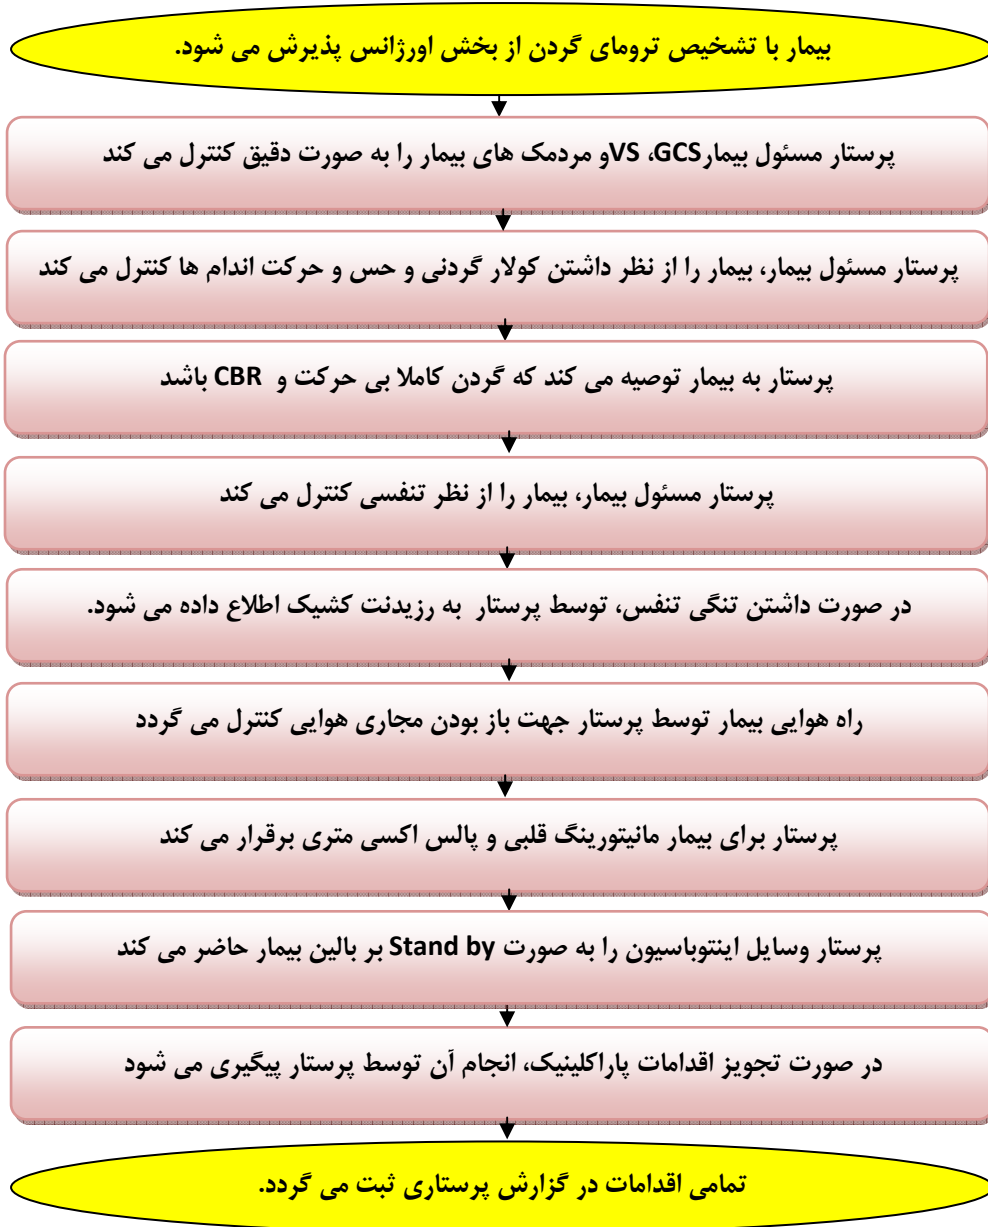 بیمار با تشخیص ترومای گردن از بخش اورژانس پذیرش می شود.
پرستار مسئول بیمارVS ،GCSو مردمک های بیمار را به صورت دقیق کنترل می کند
پرستار مسئول بیمار، بیمار را از نظر داشتن کولار گردنی و حس و حرکت اندام ها کنترل می کند
پرستار به بیمار توصیه می کند که گردن کاملا بی حرکت و CBR باشد
پرستار مسئول بیمار، بیمار را از نظر تنفسی کنترل می کند
در صورت داشتن تنگی تنفس، توسط پرستار به رزیدنت کشیک اطلاع داده می شود.
راه هوایی بیمار توسط پرستار جهت باز بودن مجاری هوایی کنترل می گردد
پرستار برای بیمار مانیتورینگ قلبی و پالس اکسی متری برقرار می کند
پرستار وسایل اینتوباسیون را به صورت Stand by بر بالین بیمار حاضر می کند
در صورت تجویز اقدامات پاراکلینیک، انجام آن توسط پرستار پیگیری می شود
تمامی اقدامات در گزارش پرستاری ثبت می گردد.